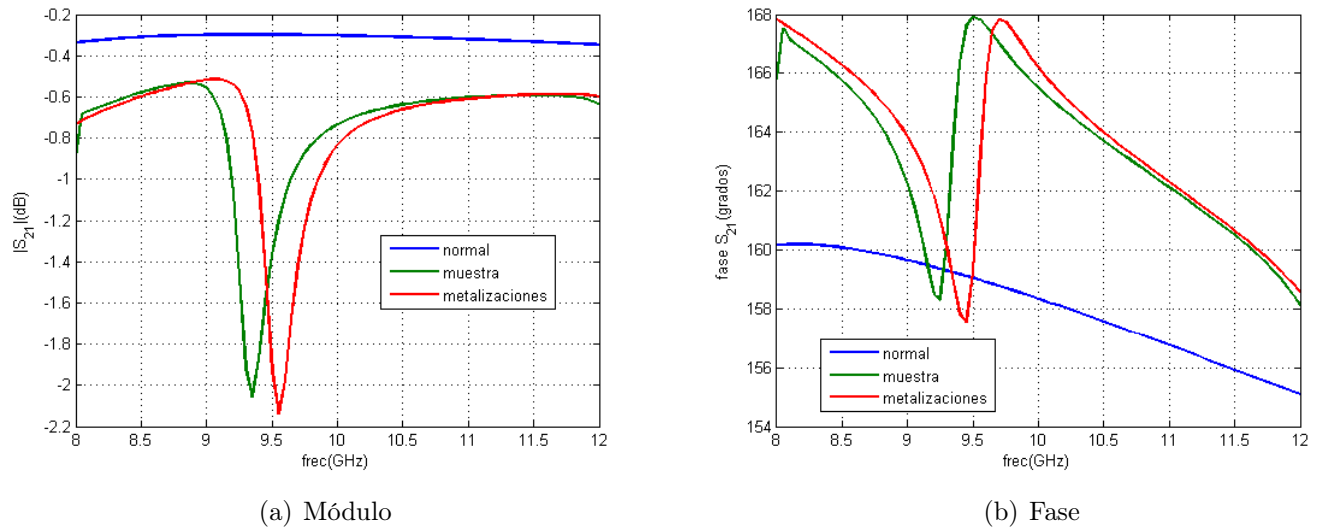 -0.2
-0.4
-0.6
-0.8
-1
-1.2
-1.4
-1.6
-1.8
-2
-2.2
|S21|(dB)
8 8.5 9 9.5 10 10.5 11 11.5 12
frec(GHz)
normal
muestra
metalizaciones
(a) Módulo
168
166
164
162
160
158
156
154
fase S21(grados)
8 8.5 9 9.5 10 10.5 11 11.5 12
frec(GHz)
normal
muestra
metalizaciones
(b) Fase